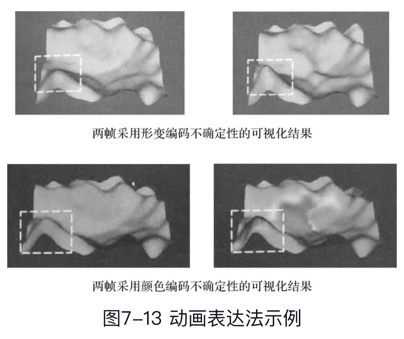 两帧采用形变编码不确定性的可视化结果
两帧采用颜色编码不确定性的可视化结果
图7-13 动画表达法示例